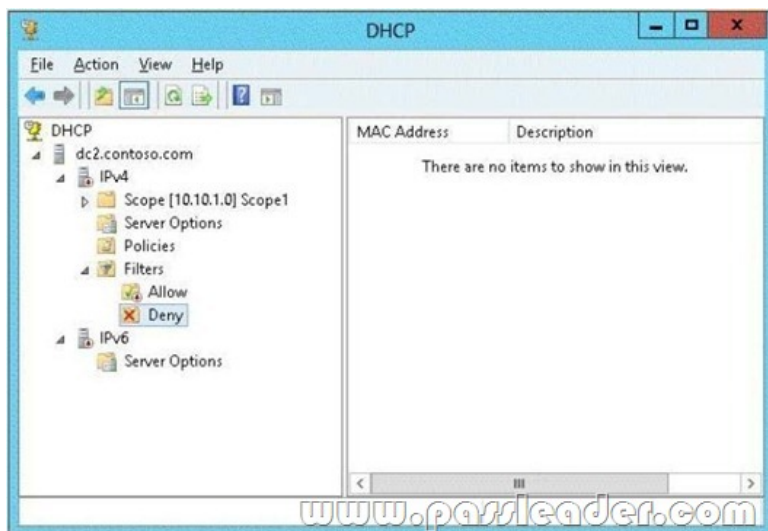 DHCP
File Action View Help
DHCP
dc2.contoso.com
IPv4
Scope [10.10.1.0] Scope1
Server Options
Policies
Filters
Allow
Deny
IPv6
Server Options
MAC Address Description
There are no items to show in this view.
www.passleader.com